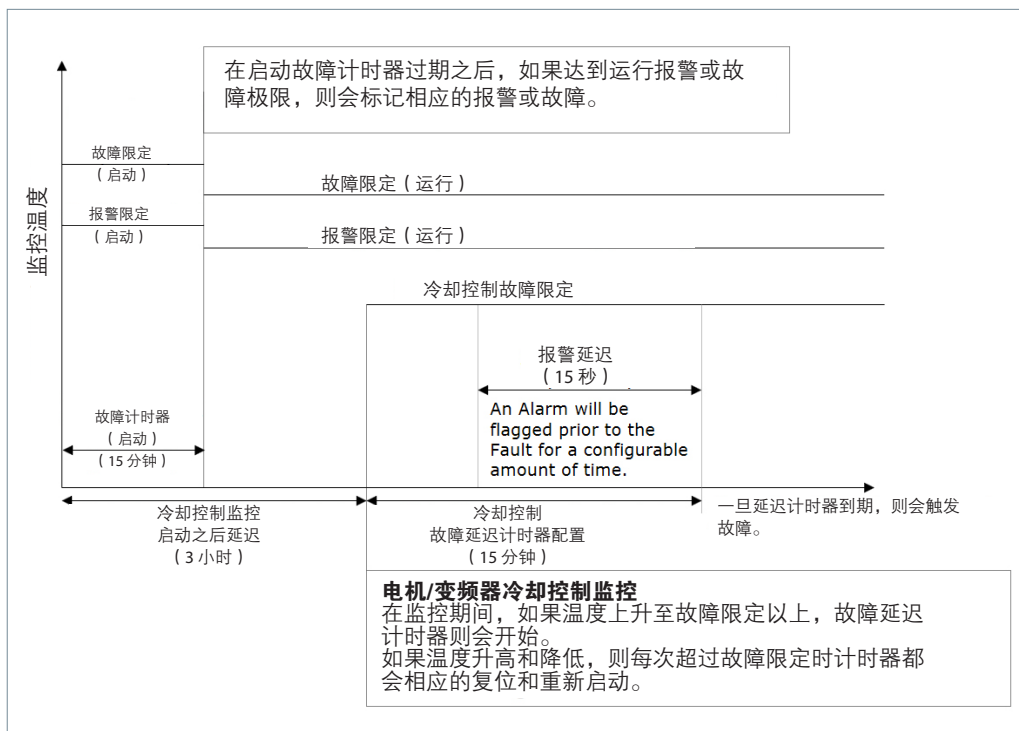 在启动故障计时器过期之后，如果达到运行报警或故
障极限，则会标记相应的报警或故障。
监控温度
故障限定
（启动）
故障限定（运行）
报警限定
（启动）
报警限定（运行）
冷却控制故障限定
报警延迟
（15 秒）
An Alarm will be
flagged prior to the
Fault for a configurable
amount of time.
故障计时器
（启动）
（15 分钟）
冷却控制监控
启动之后延迟
（3 小时）
冷却控制
故障延迟计时器配置
（15 分钟）
一旦延迟计时器到期，则会触发
故障。
电机/变频器冷却控制监控
在监控期间，如果温度上升至故障限定以上，故障延迟
计时器则会开始。
如果温度升高和降低，则每次超过故障限定时计时器都
会相应的复位和重新启动。